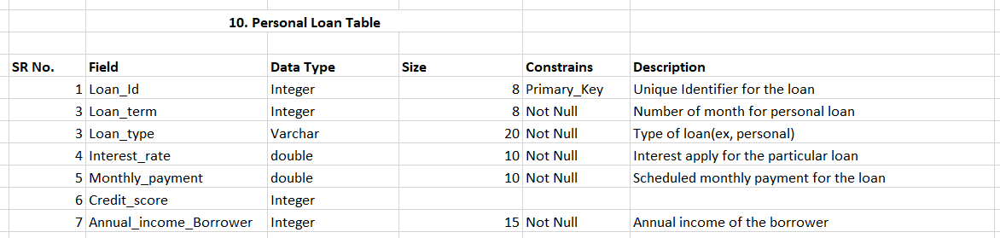 10. Personal Loan Table
SR No. Field Data Type Size Constrains Description
1 Loan_Id Integer 8 Primary_Key Unique Identifier for the loan
3 Loan_term Integer 8 Not Null Number of month for personal loan
3 Loan_type Varchar 20 Not Null Type of loan(ex, personal)
4 Interest_rate double 10 Not Null Interest apply for the particular loan
5 Monthly_payment double 10 Not Null Scheduled monthly payment for the loan
6 Credit_score Integer
7 Annual_income_Borrower Integer 15 Not Null Annual income of the borrower